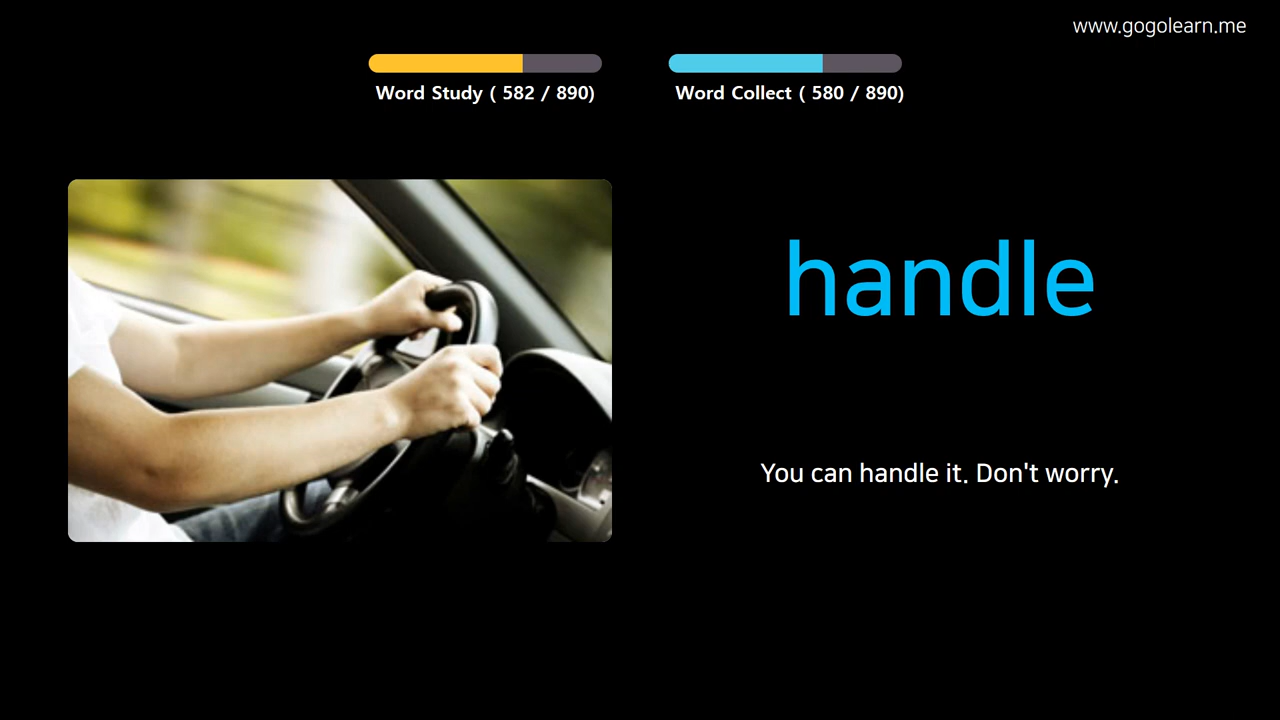 www.gogolearn.me
Word Study ( 582 / 890)
Word Collect ( 580 / 890)
handle
You can handle it. Don't worry.